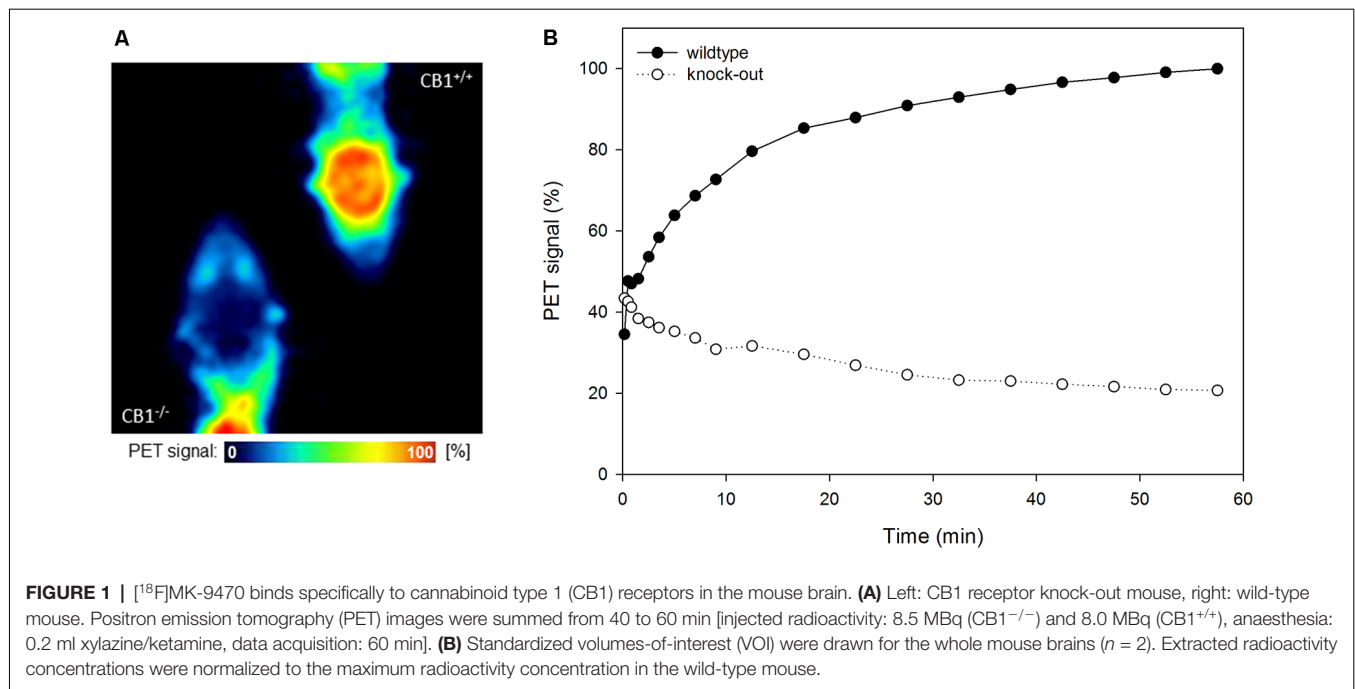 A
CB1+/+
CB1-/-
PET signal: 0 100 [%]
B
wildtype
knock-out
100
80
60
40
20
0
PET signal (%)
0 10 20 30 40 50 60
Time (min)
FIGURE 1 | [18F]MK-9470 binds specifically to cannabinoid type 1 (CB1) receptors in the mouse brain. (A) Left: CB1 receptor knock-out mouse, right: wild-type
mouse. Positron emission tomography (PET) images were summed from 40 to 60 min [injected radioactivity: 8.5 MBq (CB1−/−) and 8.0 MBq (CB1+/+), anaesthesia:
0.2 ml xylazine/ketamine, data acquisition: 60 min]. (B) Standardized volumes-of-interest (VOI) were drawn for the whole mouse brains (n = 2). Extracted radioactivity
concentrations were normalized to the maximum radioactivity concentration in the wild-type mouse.